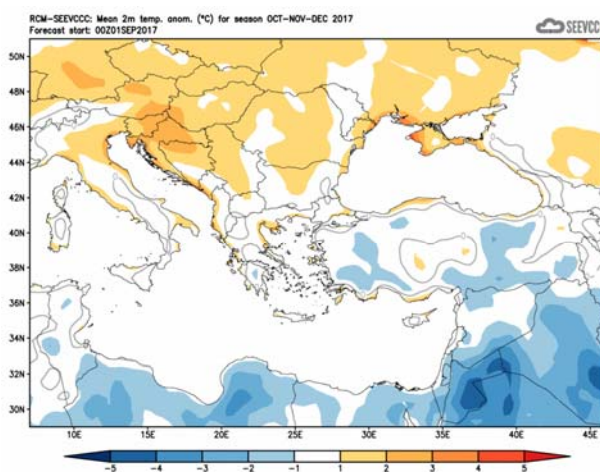 RCM-SEEVCCC: Mean 2m temp. anom. (°C) for season OCT-NOV-DEC 2017
Forecast start: 00Z01SEP2017
SEEVCC
50N
48N
46N
44N
42N
40N
38N
36N
34N
32N
30N
10E 15E 20E 25E 30E 35E 40E 45E
-5 -4 -3 -2 -1 1 2 3 4 5